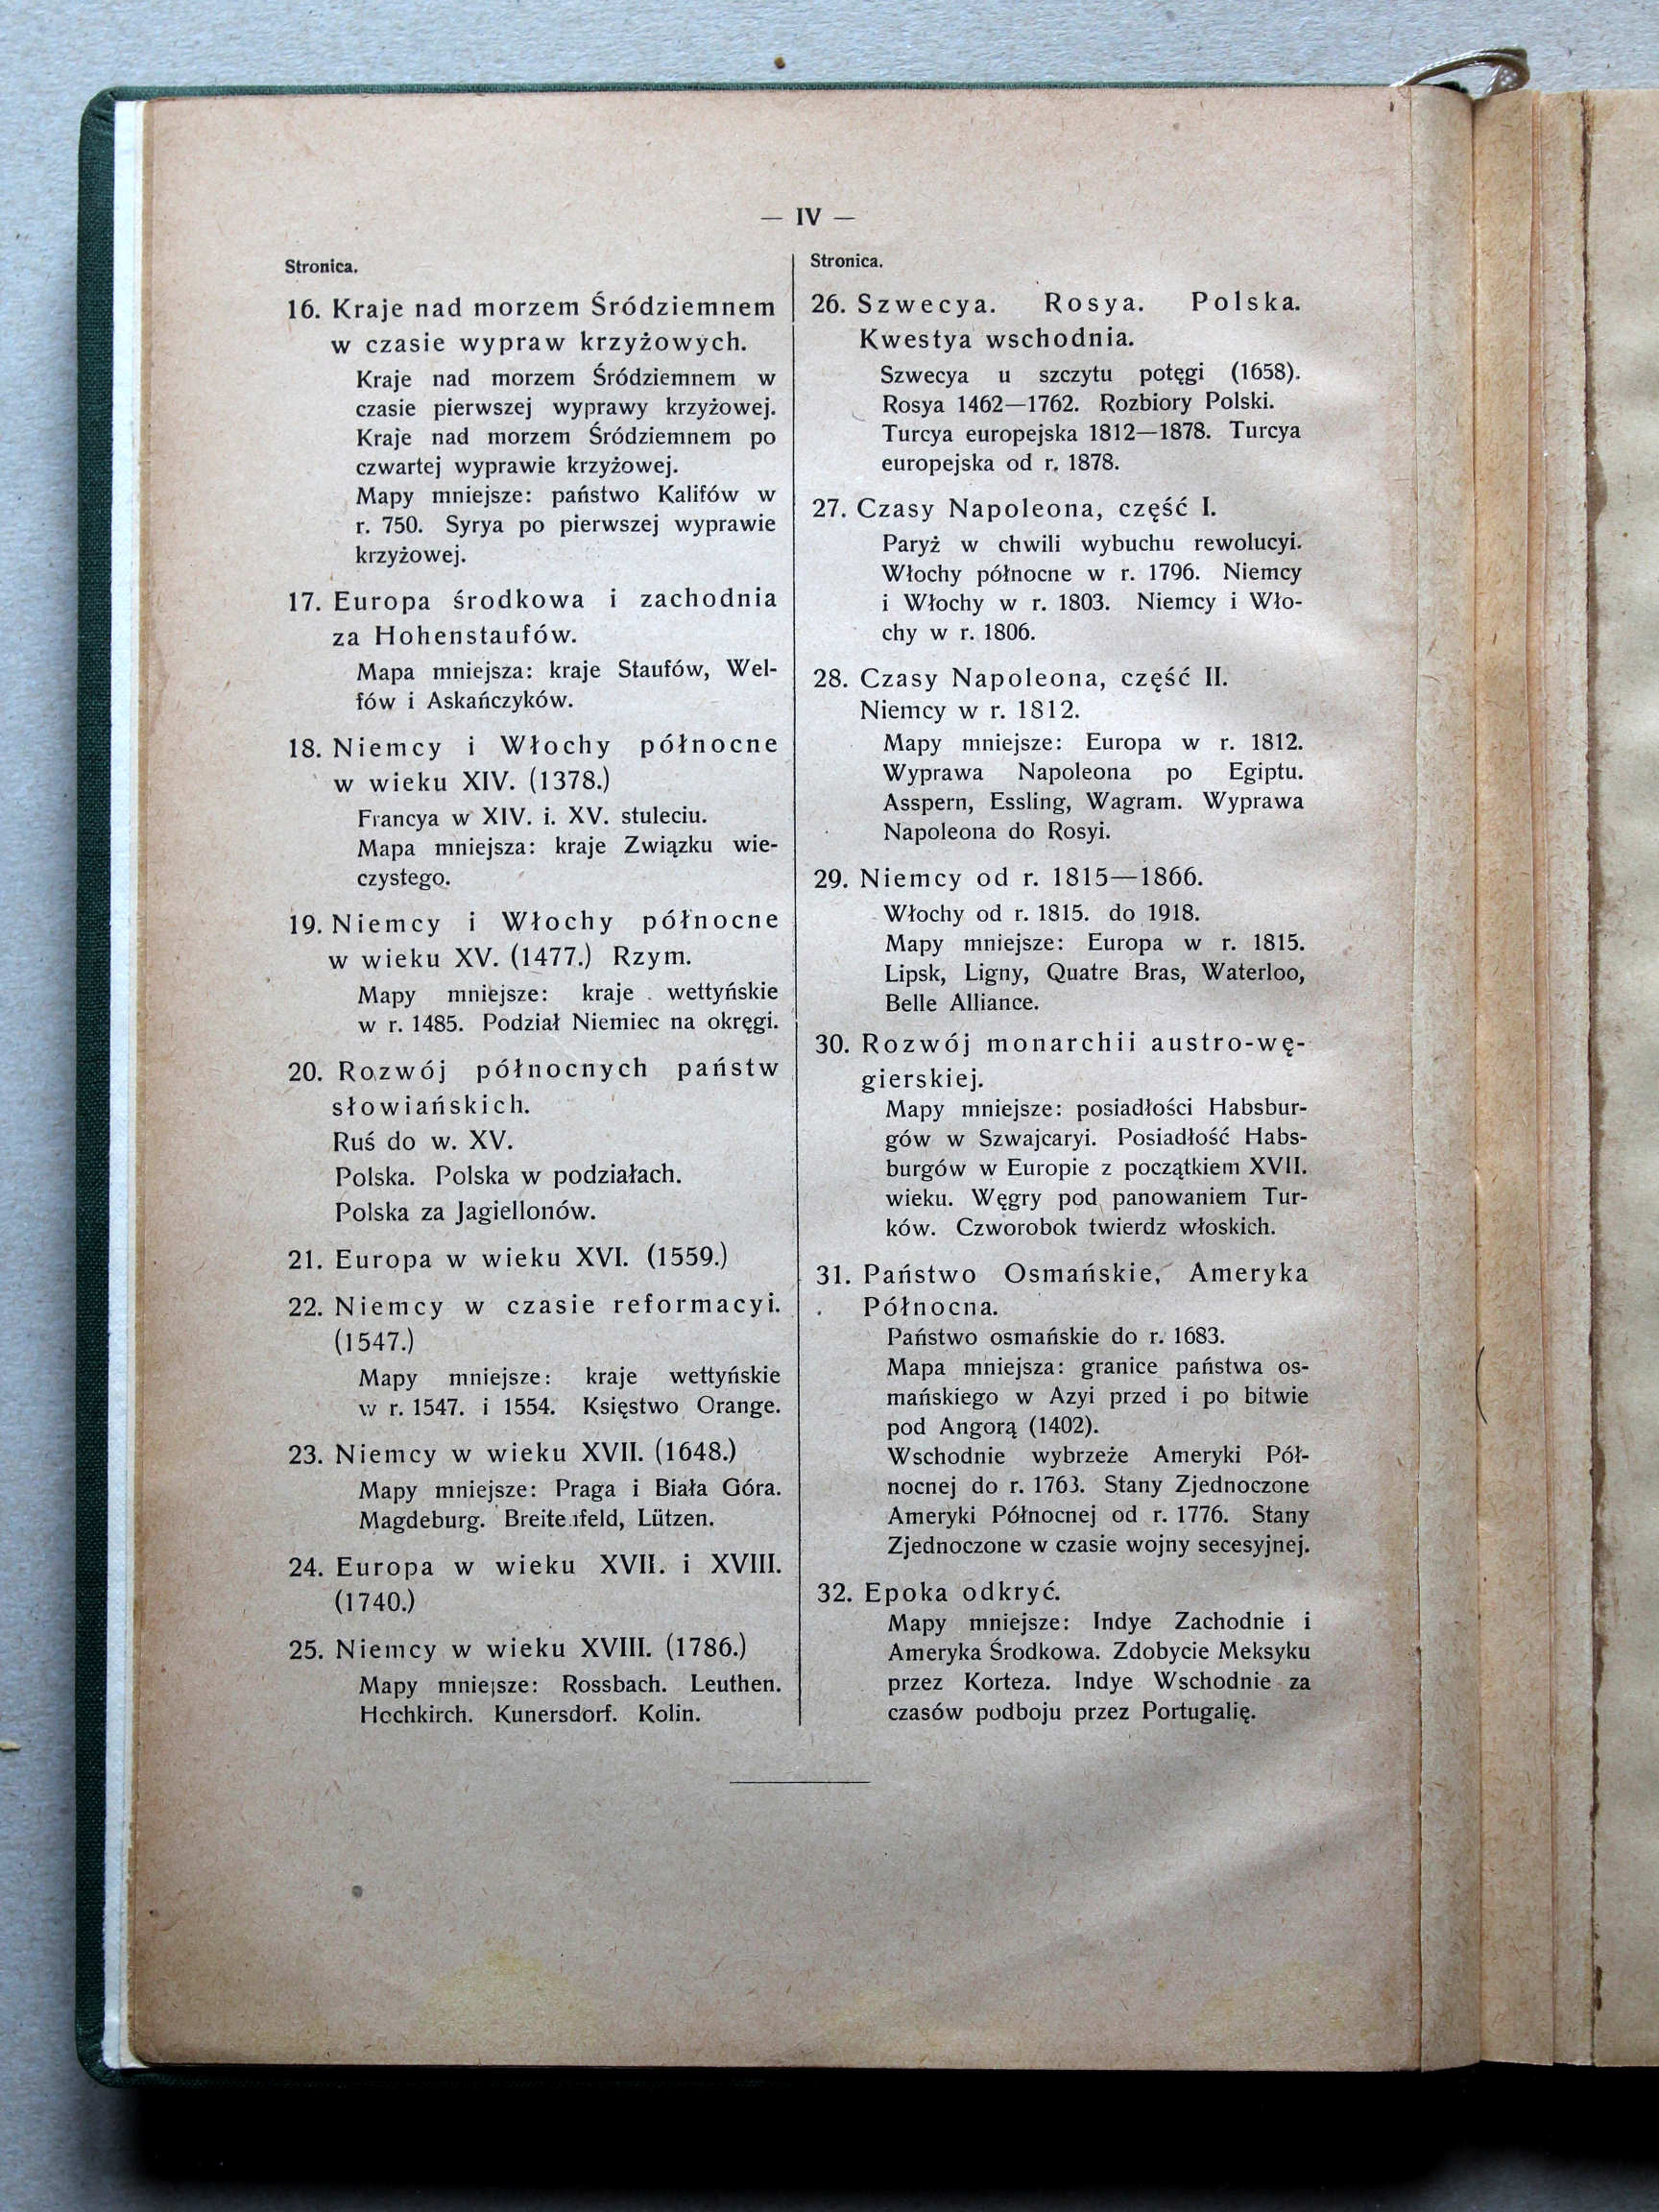 — IV —
Stronica.
16. Kraje nad morzem Śródziemnem
w czasie wypraw krzyżowych.
Kraje nad morzem Śródziemnem w
czasie pierwszej wyprawy krzyżowej.
Kraje nad morzem Śródziemnem po
czwartej wyprawie krzyżowej.
Mapy mniejsze: państwo Kalifów w
r. 750. Syrya po pierwszej wyprawie
krzyżowej.
17. Europa środkowa i zachodnia
za Hohenstaufów.
Mapa mniejsza: kraje Staufów, Wel-
fów i Askańczyków.
18. Niemcy i Włochy północne
w wieku XIV. (1378.)
Francya w XIV. i. XV. stuleciu.
Mapa mniejsza: kraje Związku wie-
czystego.
19. Niemcy i Włochy północne
w wieku XV. (1477.) Rzym.
Mapy mniejsze: kraje wettyńskie
w r. 1485. Podział Niemiec na okręgi.
20. Rozwój północnych państw
słowiańskich.
Ruś do w. XV.
Polska. Polska w podziałach.
Polska za Jagiellonów.
21. Europa w wieku XVI. (1559.)
22. Niemcy w czasie reformacyi.
(1547.)
Mapy mniejsze: kraje wettyńskie
w r. 1547. i 1554. Księstwo Orange.
23. Niemcy w wieku XVII. (1648.)
Mapy mniejsze: Praga i Biała Góra.
Magdeburg. Breitenfeld, Lützen.
24. Europa w wieku XVII. i XVIII.
(1740.)
25. Niemcy w wieku XVIII. (1786.)
Mapy mniejsze: Rossbach. Leuthen.
Hochkirch. Kunersdorf. Kolin.
Stronica.
26. Szwecya. Rosya. Polska.
Kwestya wschodnia.
Szwecya u szczytu potęgi (1658).
Rosya 1462—1762. Rozbiory Polski.
Turcya europejska 1812—1878. Turcya
europejska od r. 1878.
27. Czasy Napoleona, część I.
Paryż w chwili wybuchu rewolucyi.
Włochy północne w r. 1796. Niemcy
i Włochy w r. 1803. Niemcy i Wło-
chy w r. 1806.
28. Czasy Napoleona, część II.
Niemcy w r. 1812.
Mapy mniejsze: Europa w r. 1812.
Wyprawa Napoleona po Egiptu.
Asspern, Essling, Wagram. Wyprawa
Napoleona do Rosyi.
29. Niemcy od r. 1815—1866.
Włochy od r. 1815. do 1918.
Mapy mniejsze: Europa w r. 1815.
Lipsk, Ligny, Quatre Bras, Waterloo,
Belle Alliance.
30. Rozwój monarchii austro-wę-
gierskiej.
Mapy mniejsze: posiadłości Habsbur-
gów w Szwajcaryi. Posiadłość Habs-
burgów w Europie z początkiem XVII.
wieku. Węgry pod panowaniem Tur-
ków. Czworobok twierdz włoskich.
31. Państwo Osmańskie, Ameryka
Północna.
Państwo osmańskie do r. 1683.
Mapa mniejsza: granice państwa os-
mańskiego w Azyi przed i po bitwie
pod Angorą (1402).
Wschodnie wybrzeże Ameryki Pół-
nocnej do r. 1763. Stany Zjednoczone
Ameryki Północnej od r. 1776. Stany
Zjednoczone w czasie wojny secesyjnej.
32. Epoka odkryć.
Mapy mniejsze: Indye Zachodnie i
Ameryka Środkowa. Zdobycie Meksyku
przez Korteza. Indye Wschodnie za
czasów podboju przez Portugalię.